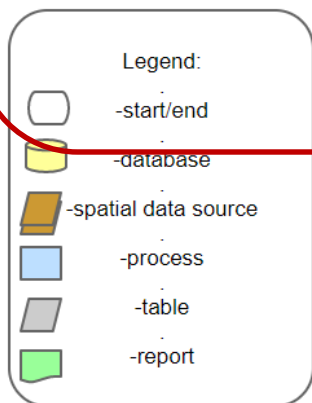 Legend:
.
-start/end
.
-database
.
-spatial data source
.
-process
.
-table
.
-report